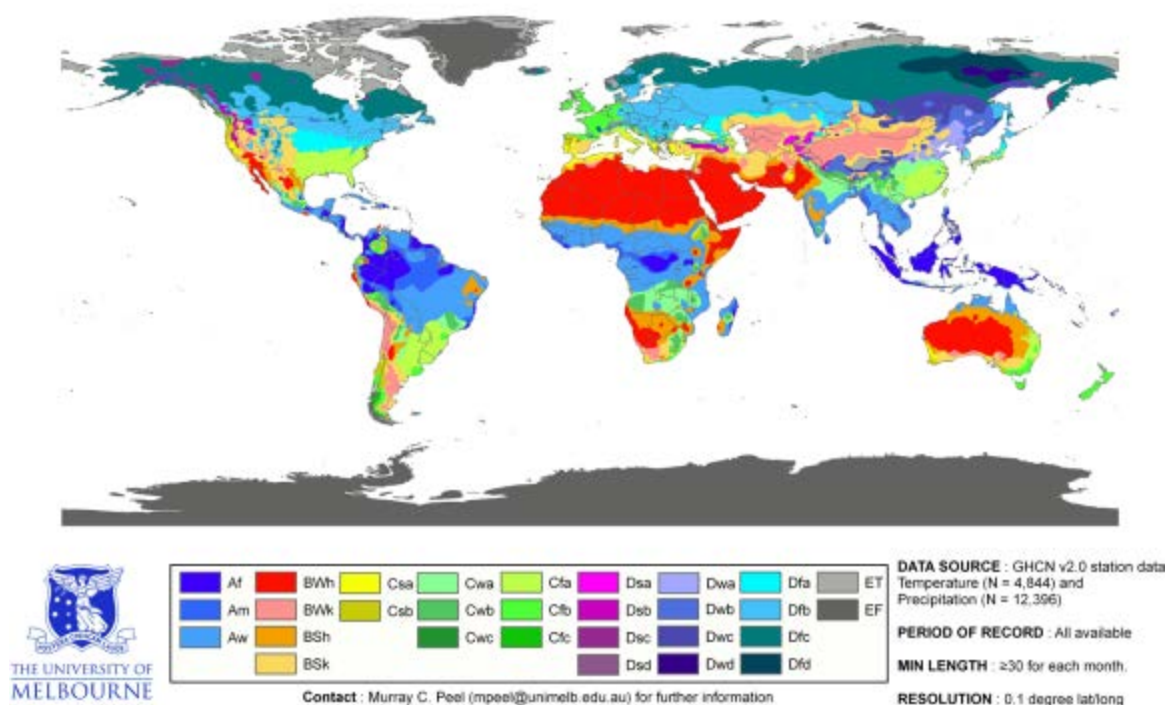 Af BWh Csa Cwa Cfa Dsa Dwa Dfa ET
Am BWk Csb Cwb Cfb Dsb Dwb Dfb EF
Aw BSh Cwc Cfc Dsc Dwc Dfc
BSk Dsd Dwd Dfd
THE UNIVERSITY OF
MELBOURNE
Contact : Murray C. Peel (mpeel@unimelb.edu.au) for further information
DATA SOURCE : GHCN v2.0 station data
Temperature (N = 4,844) and
Precipitation (N = 12,396)
PERIOD OF RECORD : All available
MIN LENGTH : ≥30 for each month.
RESOLUTION : 0.1 degree lat/long